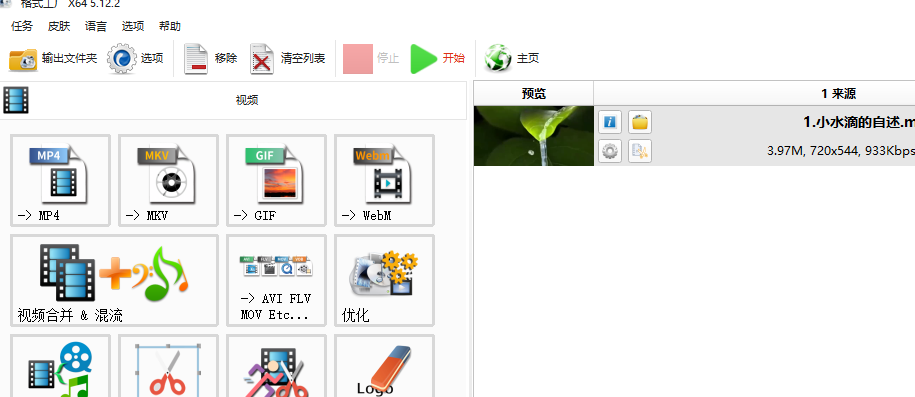 格式工厂 X64 5.12.2
任务 皮肤 语言 选项 帮助
输出文件夹 选项 移除 清空列表 停止 开始 主页
视频
预览 1 来源
1.小水滴的自述.m
3.97M, 720x544, 933Kbps
MP4 MKV GIF Webm
-> MP4 -> MKV -> GIF -> WebM
视频合并 & 混流
-> AVI FLV
MOV Etc...
优化
Logo